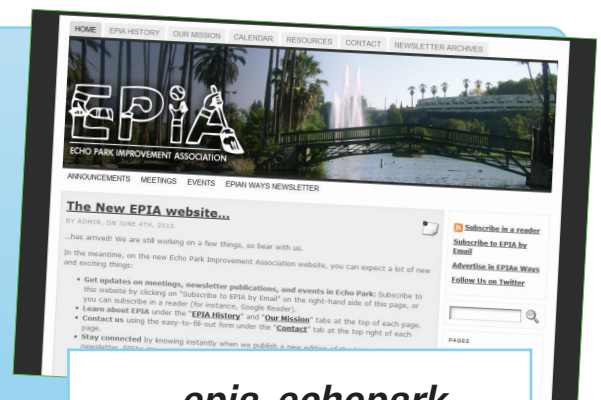 HOME EPIA HISTORY OUR MISSION CALENDAR RESOURCES CONTACT NEWSLETTER ARCHIVES
EPiA
ECHO PARK IMPROVEMENT ASSOCIATION
ANNOUNCEMENTS MEETINGS EVENTS EPIAN WAYS NEWSLETTER
The New EPIA website...
BY ADMIN, ON JUNE 4TH, 2010
...has arrived! We are still working on a few things, so bear with us.
In the meantime, on the new Echo Park Improvement Association website, you can expect a lot of new
and exciting things:
• Get updates on meetings, newsletter publications, and events in Echo Park: Subscribe to
this website by clicking on "Subscribe to EPIA by Email" on the right-hand side of this page, or
you can subscribe in a reader (for instance, Google Reader).
• Learn about EPIA under the "EPIA History" and "Our Mission" tabs at the top of each page.
• Contact us using the easy-to-fill-out form under the "Contact" tab at the top right of each
page.
• Stay connected by knowing instantly when we publish a new edition of
newsletter, EPIAn
Subscribe in a reader
Subscribe to EPIA by
Email
Advertise in EPIAn Ways
Follow Us on Twitter
PAGES
epia-echopark